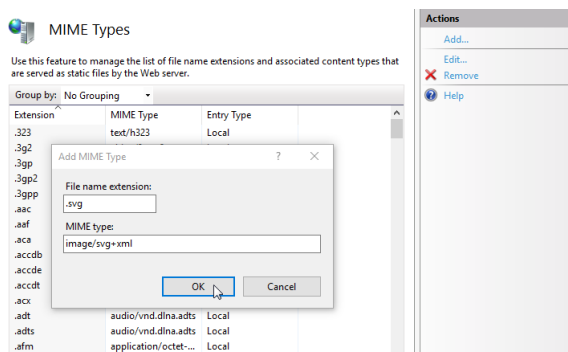 MIME Types
Use this feature to manage the list of file name extensions and associated content types that
are served as static files by the Web server.
Group by: No Grouping
Extension MIME Type Entry Type
.323 text/h323 Local
.3g2
.3gp
.3gp2
.3gpp
.aac
.aaf
.aca
.accdb
.accde
.accdt
.acx
.adt audio/vnd.dlna.adts Local
.adts audio/vnd.dlna.adts Local
.afm application/octet-... Local
Add MIME Type ?
File name extension:
.svg
MIME type:
image/svg+xml
OK Cancel
Actions
Add...
Edit...
Remove
? Help